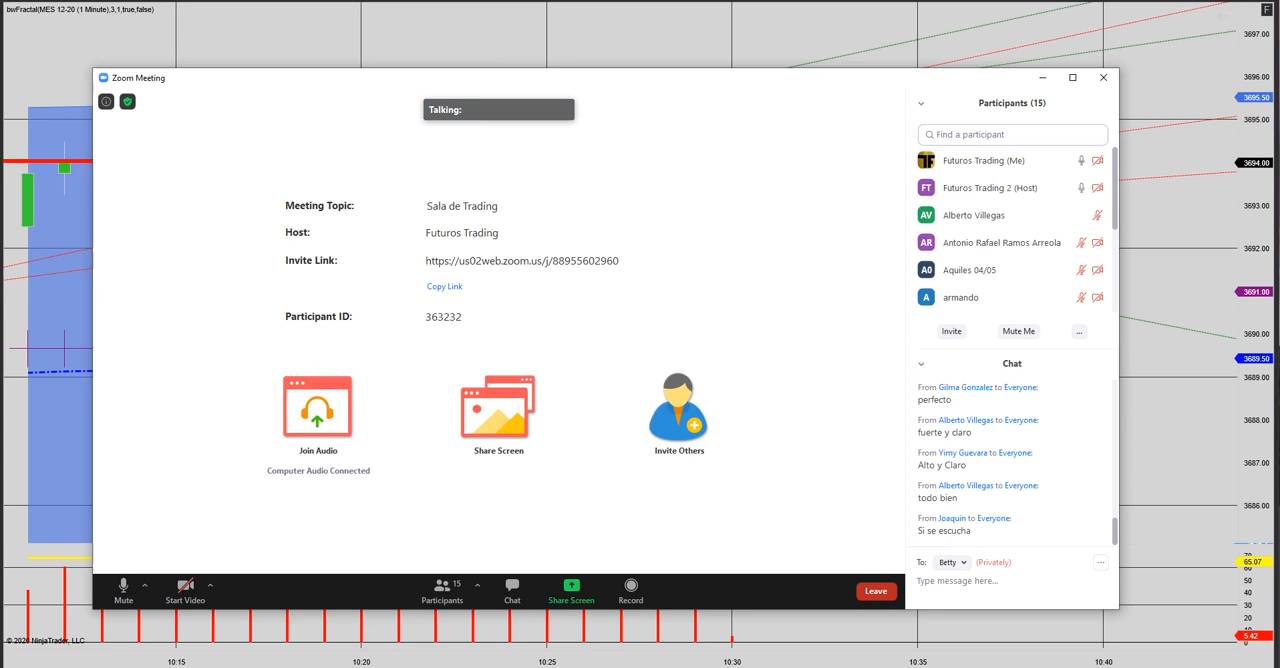 bwFractal(MES 12-20 (1 Minute),3,1,true,false)
F
3697.00
3696.00
3695.50
3695.00
3694.00
3693.00
3692.00
3691.00
3690.00
3689.50
3689.00
3688.00
3687.00
3686.00
65.07
40
30
20
5.42
Zoom Meeting
Talking:
Meeting Topic:
Sala de Trading
Host:
Futuros Trading
Invite Link:
https://us02web.zoom.us/j/88955602960
Copy Link
Participant ID:
363232
Join Audio
Computer Audio Connected
Share Screen
Invite Others
Participants (15)
Find a participant
TF
Futuros Trading (Me)
FT
Futuros Trading 2 (Host)
AV
Alberto Villegas
AR
Antonio Rafael Ramos Arreola
A0
Aquiles 04/05
A
armando
Invite
Mute Me
...
Chat
From Gilma Gonzalez to Everyone:
perfecto
From Alberto Villegas to Everyone:
fuerte y claro
From Yimy Guevara to Everyone:
Alto y Claro
From Alberto Villegas to Everyone:
todo bien
From Joaquin to Everyone:
Si se escucha
To:
Betty
(Privately)
...
Type message here...
Mute
Start Video
15
Participants
Chat
Share Screen
Record
Leave
© 2020 NinjaTrader, LLC
10:15
10:20
10:25
10:30
10:35
10:40